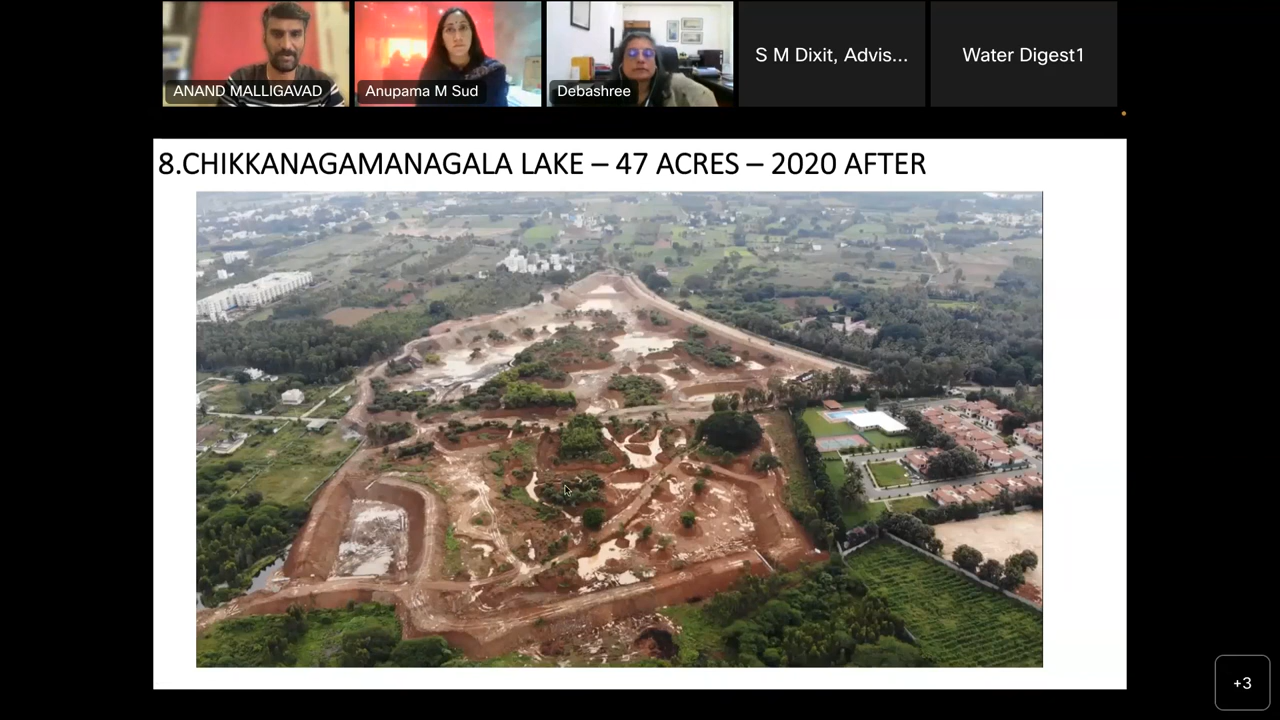 ANAND MALLIGAVAD
Anupama M Sud
Debashree
S M Dixit, Advis...
Water Digest1
8.CHIKKANAGAMANAGALA LAKE – 47 ACRES – 2020 AFTER
+3